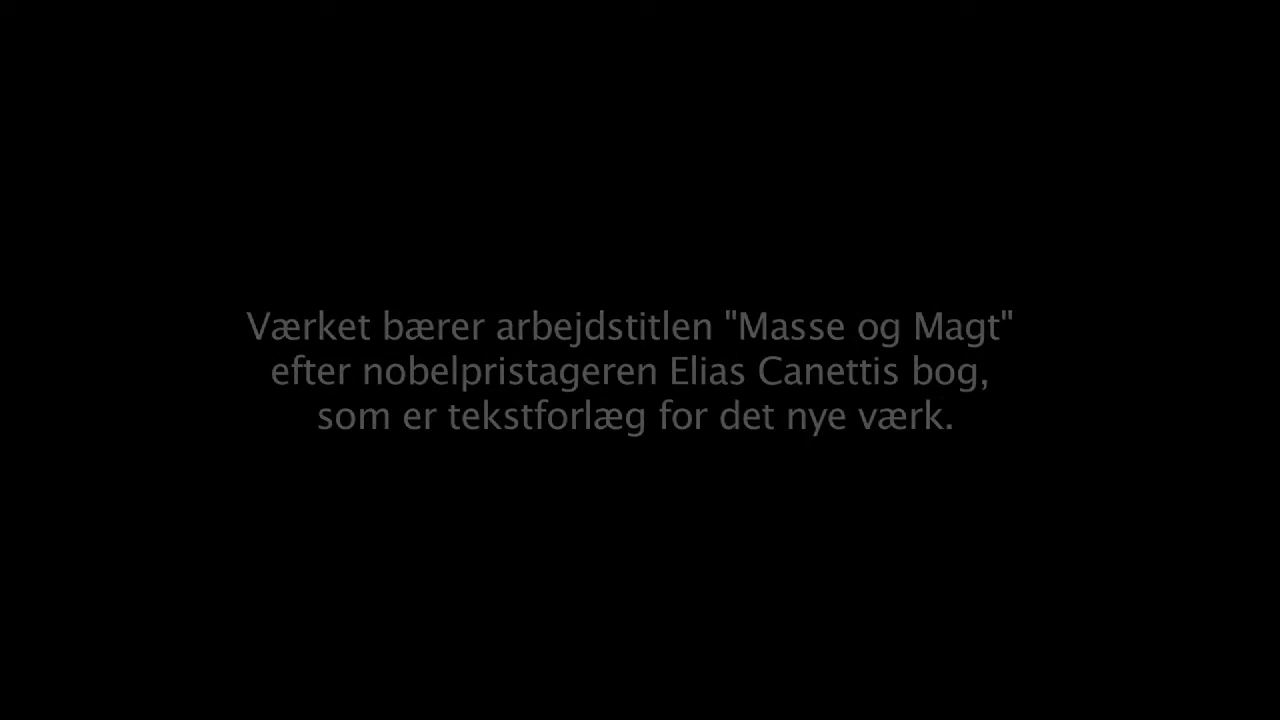 Værket bærer arbejdstitlen "Masse og Magt"
efter nobelpristageren Elias Canettis bog,
som er tekstforlæg for det nye værk.